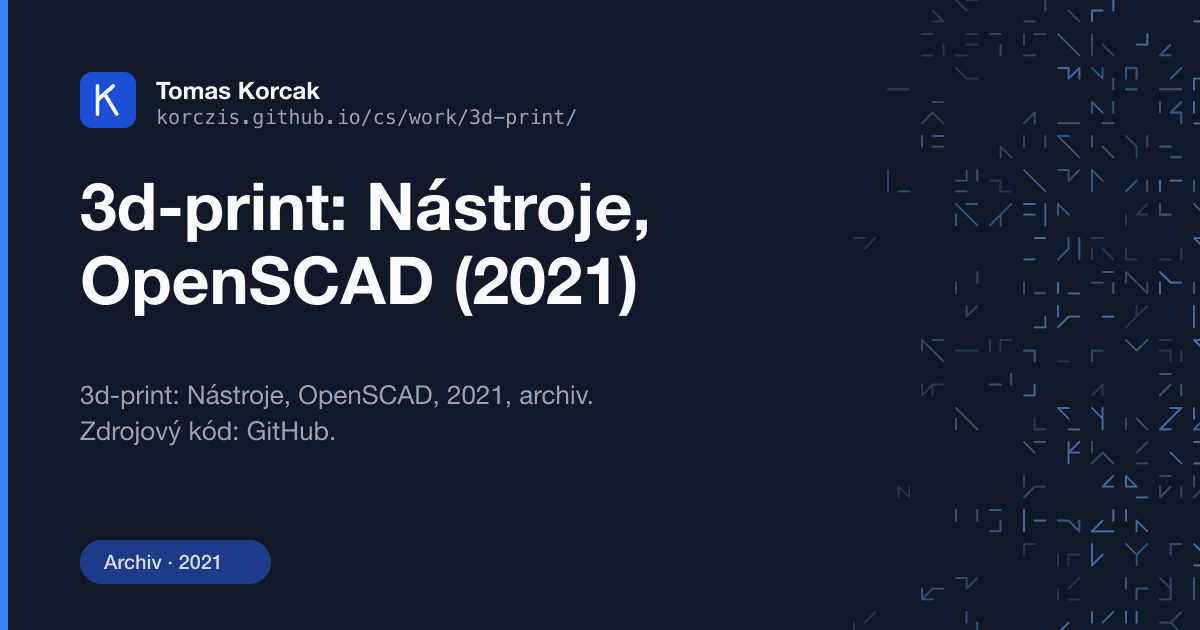 K
Tomas Korcak
korczis.github.io/cs/work/3d-print/
3d-print: Nástroje,
OpenSCAD (2021)
3d-print: Nástroje, OpenSCAD, 2021, archiv.
Zdrojový kód: GitHub.
Archiv · 2021